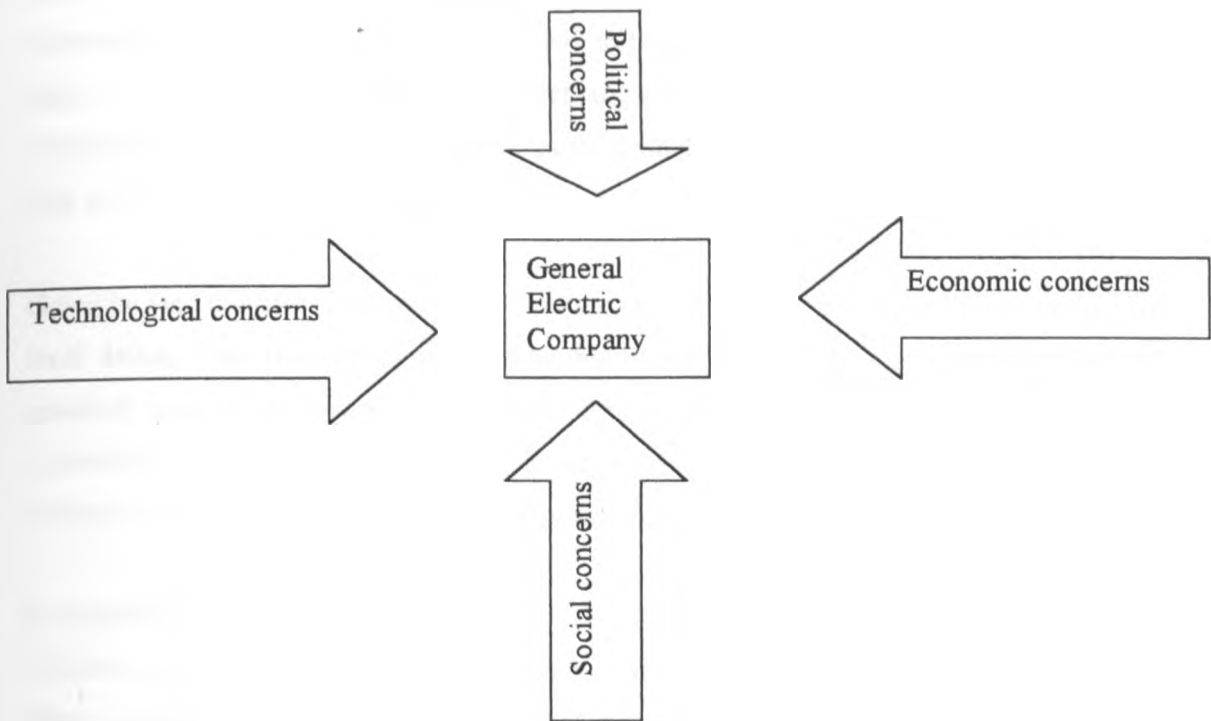 Political
concerns
General
Electric
Company
Technological concerns
Economic concerns
Social concerns